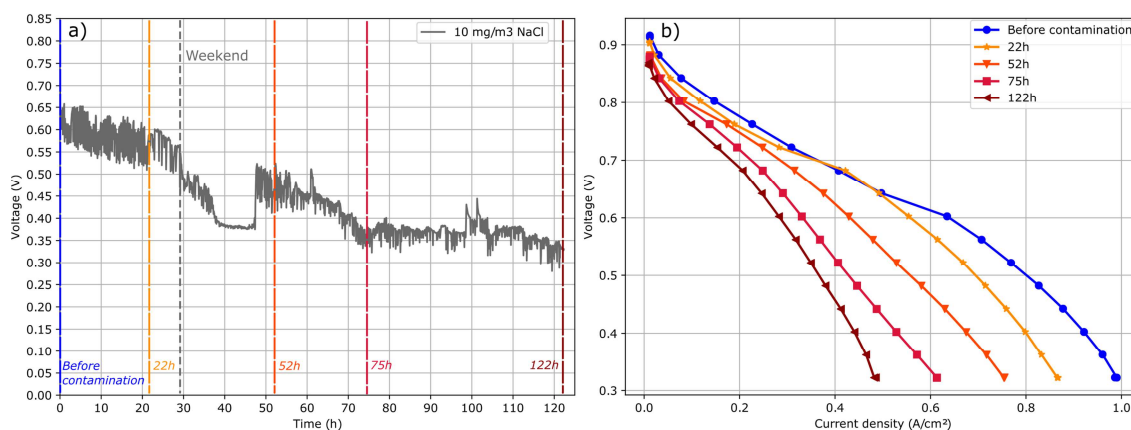 a)
10 mg/m3 NaCl
Weekend
Voltage (V)
0.85
0.80
0.75
0.70
0.65
0.60
0.55
0.50
0.45
0.40
0.35
0.30
0.25
0.20
0.15
0.10
0.05
0.00
Before
contamination
22h
52h
75h
122h
0 10 20 30 40 50 60 70 80 90 100 110 120
Time (h)
b)
Before contamination
22h
52h
75h
122h
Voltage (V)
0.9
0.8
0.7
0.6
0.5
0.4
0.3
0.0 0.2 0.4 0.6 0.8 1.0
Current density (A/cm²)